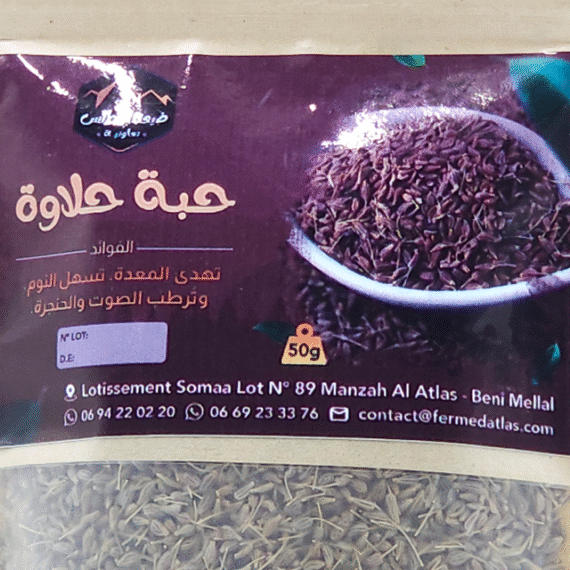 حبة حلاوة
الفوائد
تهدئ المعدة. تسهل النوم.
وترطب الصوت والحنجرة.
N° LOT:
D.E:
50g
Lotissement Somaa Lot N° 89 Manzah Al Atlas - Beni Mellal
06 94 22 02 20 06 69 23 33 76 contact@fermedatlas.com